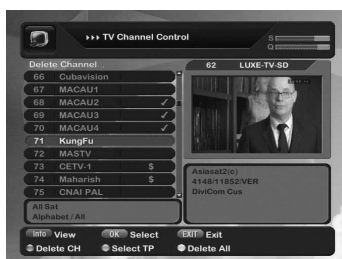 ▸▸▸ TV Channel Control
S
Q
Delete Channel...
62 LUXE-TV-SD
66 Cubavision
67 MACAU1
68 MACAU2 ✓
69 MACAU3 ✓
70 MACAU4 ✓
71 KungFu
72 MASTV
73 CETV-1 $
74 Maharish $
75 CNAI PAL
Asiasat2(c)
4148/11852/VER
DiviCom Cus
All Sat
Alphabet / All
Info View OK Select EXIT Exit
Delete CH Select TP Delete All